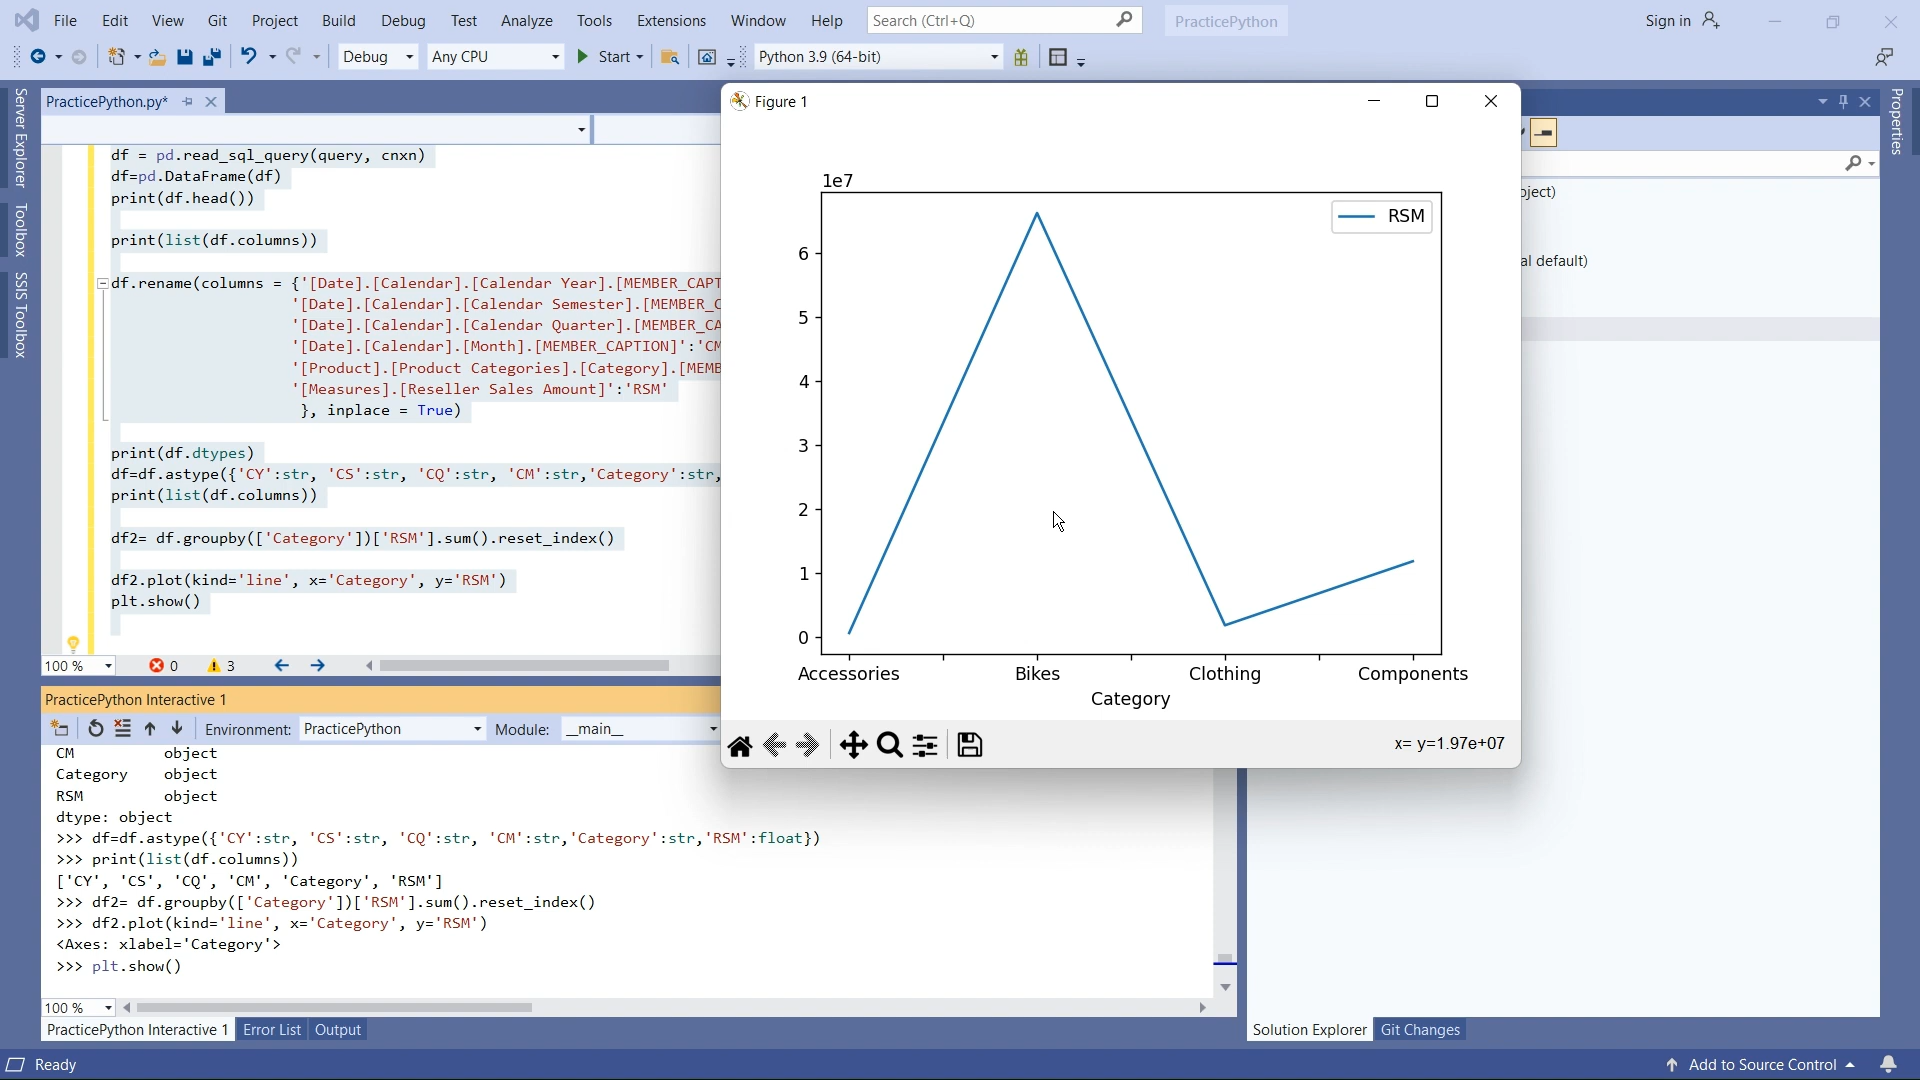 File Edit View Git Project Build Debug Test Analyze Tools Extensions Window Help Search (Ctrl+Q) PracticePython Sign in
Debug Any CPU Start Python 3.9 (64-bit)
Server Explorer
Toolbox
SSIS Toolbox
PracticePython.py*
df = pd.read_sql_query(query, cnxn)
df=pd.DataFrame(df)
print(df.head())
print(list(df.columns))
df.rename(columns = {'[Date].[Calendar].[Calendar Year].[MEMBER_CAPT
'[Date].[Calendar].[Calendar Semester].[MEMBER_C
'[Date].[Calendar].[Calendar Quarter].[MEMBER_CA
'[Date].[Calendar].[Month].[MEMBER_CAPTION]':'CM
'[Product].[Product Categories].[Category].[MEMB
'[Measures].[Reseller Sales Amount]':'RSM'
}, inplace = True)
print(df.dtypes)
df=df.astype({'CY':str, 'CS':str, 'CQ':str, 'CM':str,'Category':str,
print(list(df.columns))
df2= df.groupby(['Category'])['RSM'].sum().reset_index()
df2.plot(kind='line', x='Category', y='RSM')
plt.show()
100 % 0 3
PracticePython Interactive 1
Environment: PracticePython Module: __main__
CM object
Category object
RSM object
dtype: object
>>> df=df.astype({'CY':str, 'CS':str, 'CQ':str, 'CM':str,'Category':str,'RSM':float})
>>> print(list(df.columns))
['CY', 'CS', 'CQ', 'CM', 'Category', 'RSM']
>>> df2= df.groupby(['Category'])['RSM'].sum().reset_index()
>>> df2.plot(kind='line', x='Category', y='RSM')
<Axes: xlabel='Category'>
>>> plt.show()
100 %
PracticePython Interactive 1 Error List Output
Figure 1
1e7
RSM
6
5
4
3
2
1
0
Accessories Bikes Clothing Components
Category
x= y=1.97e+07
Properties
ject)
al default)
Solution Explorer Git Changes
Ready Add to Source Control